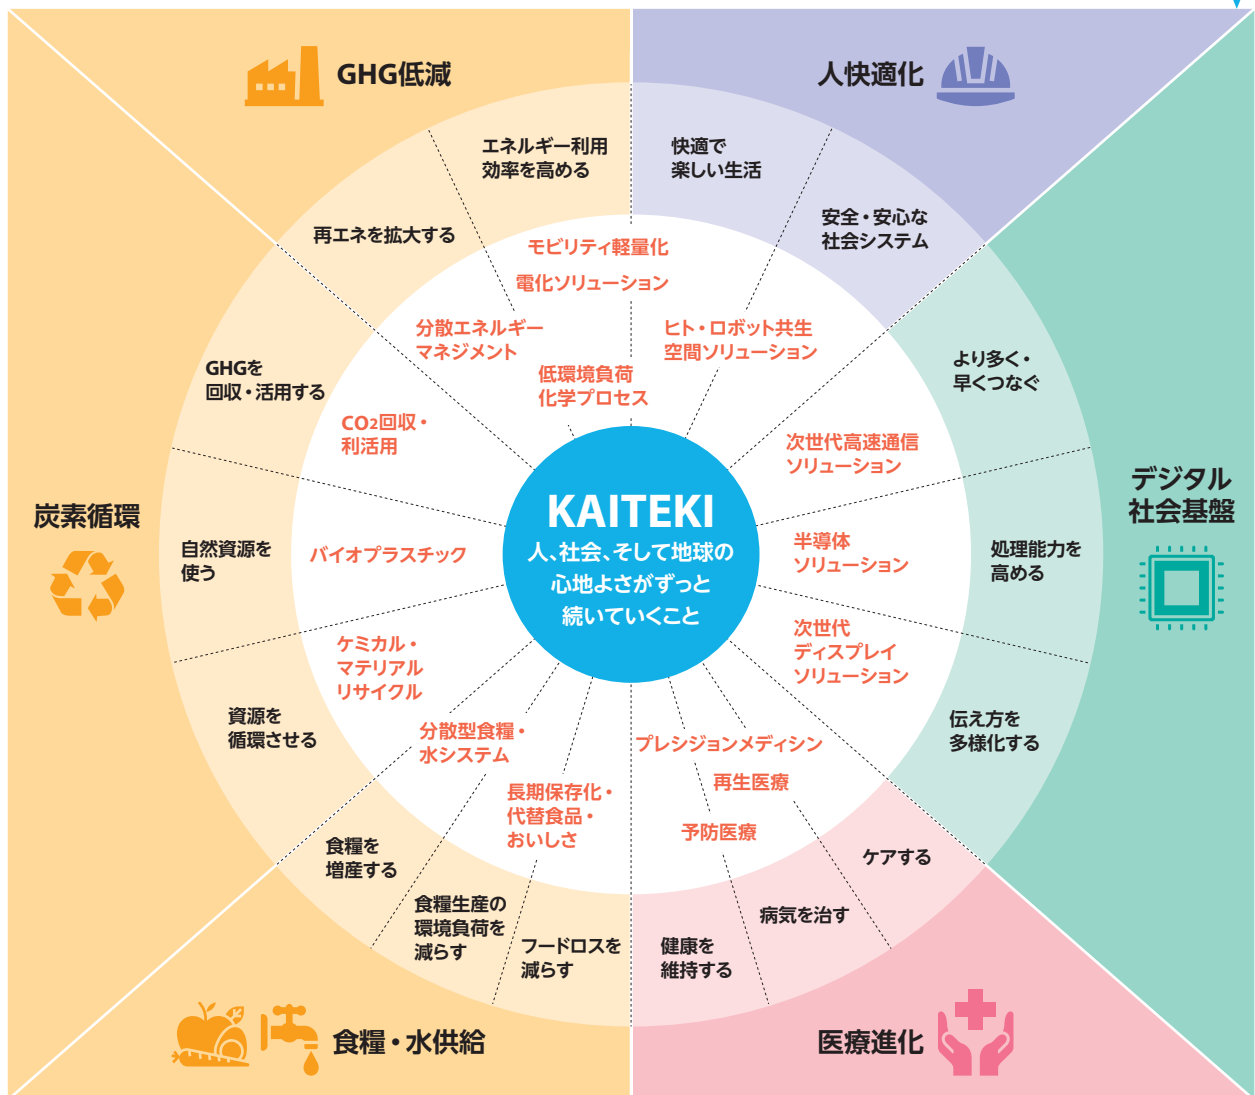 GHG低減
人快適化
エネルギー利用
効率を高める
快適で
楽しい生活
再エネを拡大する
安全・安心な
社会システム
モビリティ軽量化
電化ソリューション
分散エネルギー
マネジメント
ヒト・ロボット共生
空間ソリューション
低環境負荷
化学プロセス
GHGを
回収・活用する
より多く・
早くつなぐ
CO2回収・
利活用
次世代高速通信
ソリューション
炭素循環
デジタル
社会基盤
KAITEKI
人、社会、そして地球の
心地よさがずっと
続いていくこと
自然資源を
使う
バイオプラスチック
半導体
ソリューション
処理能力を
高める
ケミカル・
マテリアル
リサイクル
次世代
ディスプレイ
ソリューション
資源を
循環させる
伝え方を
多様化する
分散型食糧・
水システム
プレシジョンメディシン
再生医療
長期保存化・
代替食品・
おいしさ
予防医療
食糧を
増産する
ケアする
食糧生産の
環境負荷を
減らす
病気を治す
フードロスを
減らす
健康を
維持する
食糧・水供給
医療進化